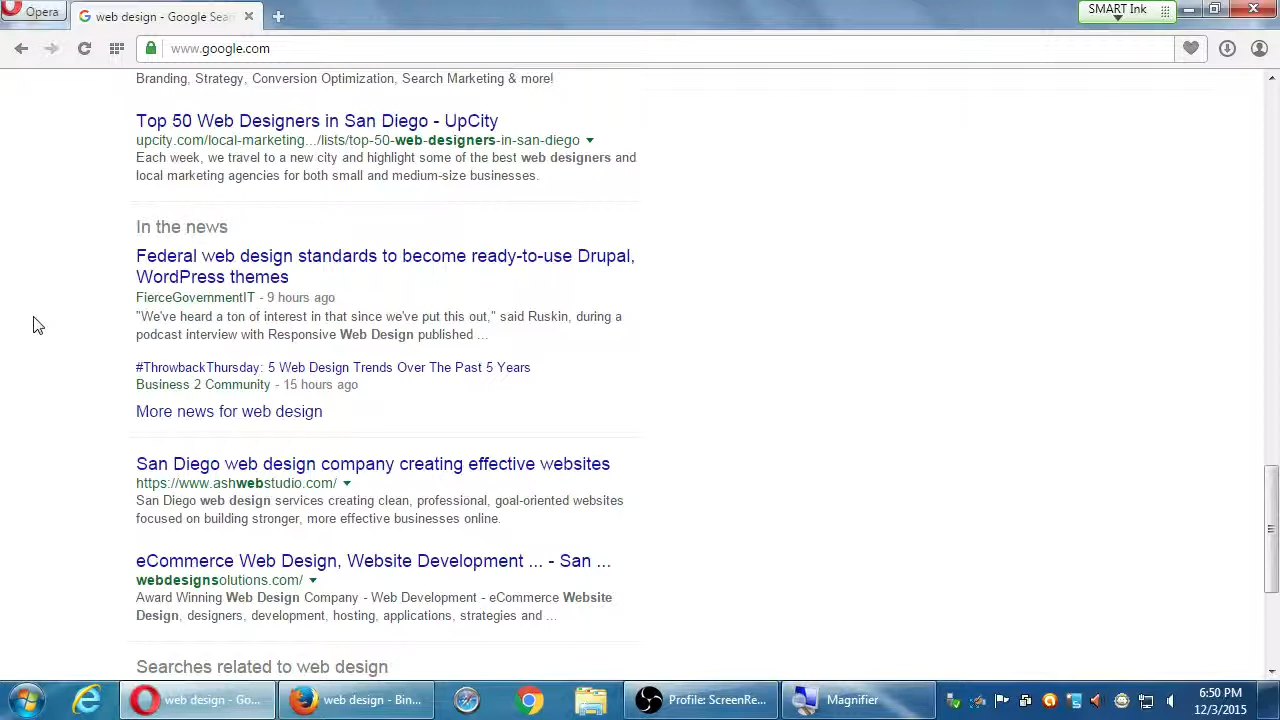 Opera
web design - Google Sear
SMART Ink
www.google.com
Branding, Strategy, Conversion Optimization, Search Marketing & more!
Top 50 Web Designers in San Diego - UpCity
upcity.com/local-marketing.../lists/top-50-web-designers-in-san-diego
Each week, we travel to a new city and highlight some of the best web designers and
local marketing agencies for both small and medium-size businesses.
In the news
Federal web design standards to become ready-to-use Drupal,
WordPress themes
FierceGovernmentIT - 9 hours ago
"We've heard a ton of interest in that since we've put this out," said Ruskin, during a
podcast interview with Responsive Web Design published ...
#ThrowbackThursday: 5 Web Design Trends Over The Past 5 Years
Business 2 Community - 15 hours ago
More news for web design
San Diego web design company creating effective websites
https://www.ashwebstudio.com/
San Diego web design services creating clean, professional, goal-oriented websites
focused on building stronger, more effective businesses online.
eCommerce Web Design, Website Development ... - San ...
webdesignsolutions.com/
Award Winning Web Design Company - Web Development - eCommerce Website
Design, designers, development, hosting, applications, strategies and ...
Searches related to web design
web design - Go...
web design - Bin...
Profile: ScreenRe...
Magnifier
6:50 PM
12/3/2015